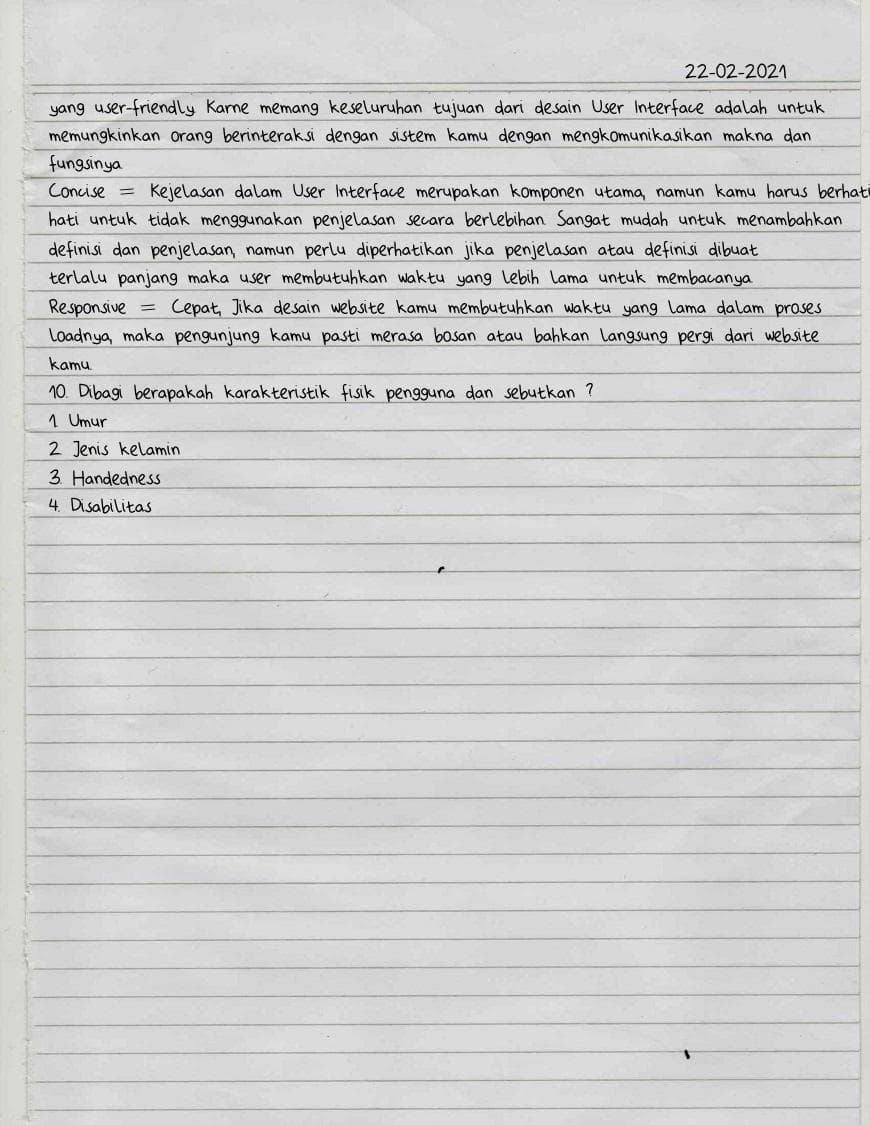 22-02-2021
yang user-friendly Karne memang keseluruhan tujuan dari desain User Interface adalah untuk
memungkinkan orang berinteraksi dengan sistem kamu dengan mengkomunikasikan makna dan
fungsinya
Concise = Kejelasan dalam User Interface merupakan komponen utama, namun kamu harus berhati
hati untuk tidak menggunakan penjelasan secara berlebihan Sangat mudah untuk menambahkan
definisi dan penjelasan, namun perlu diperhatikan jika penjelasan atau definisi dibuat
terlalu panjang maka user membutuhkan waktu yang lebih lama untuk membacanya
Responsive = Cepat, Jika desain website kamu membutuhkan waktu yang lama dalam proses
loadnya, maka pengunjung kamu pasti merasa bosan atau bahkan langsung pergi dari website
kamu.
10. Dibagi berapakah karakteristik fisik pengguna dan sebutkan ?
1 Umur
2 Jenis kelamin
3. Handedness
4. Disabilitas